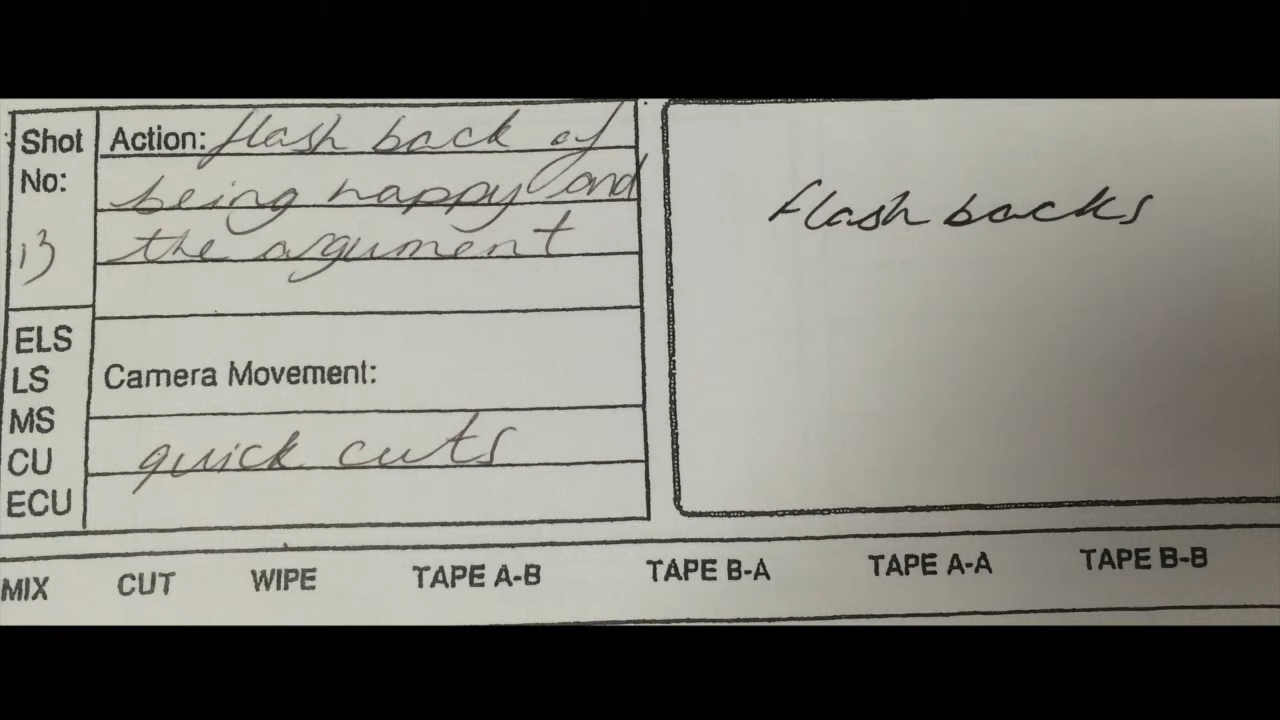 Shot
No:
13
Action: flash back of
being happy and
the argument
ELS
LS
MS
CU
ECU
Camera Movement:
quick cuts
flash backs
MIX CUT WIPE TAPE A-B TAPE B-A TAPE A-A TAPE B-B